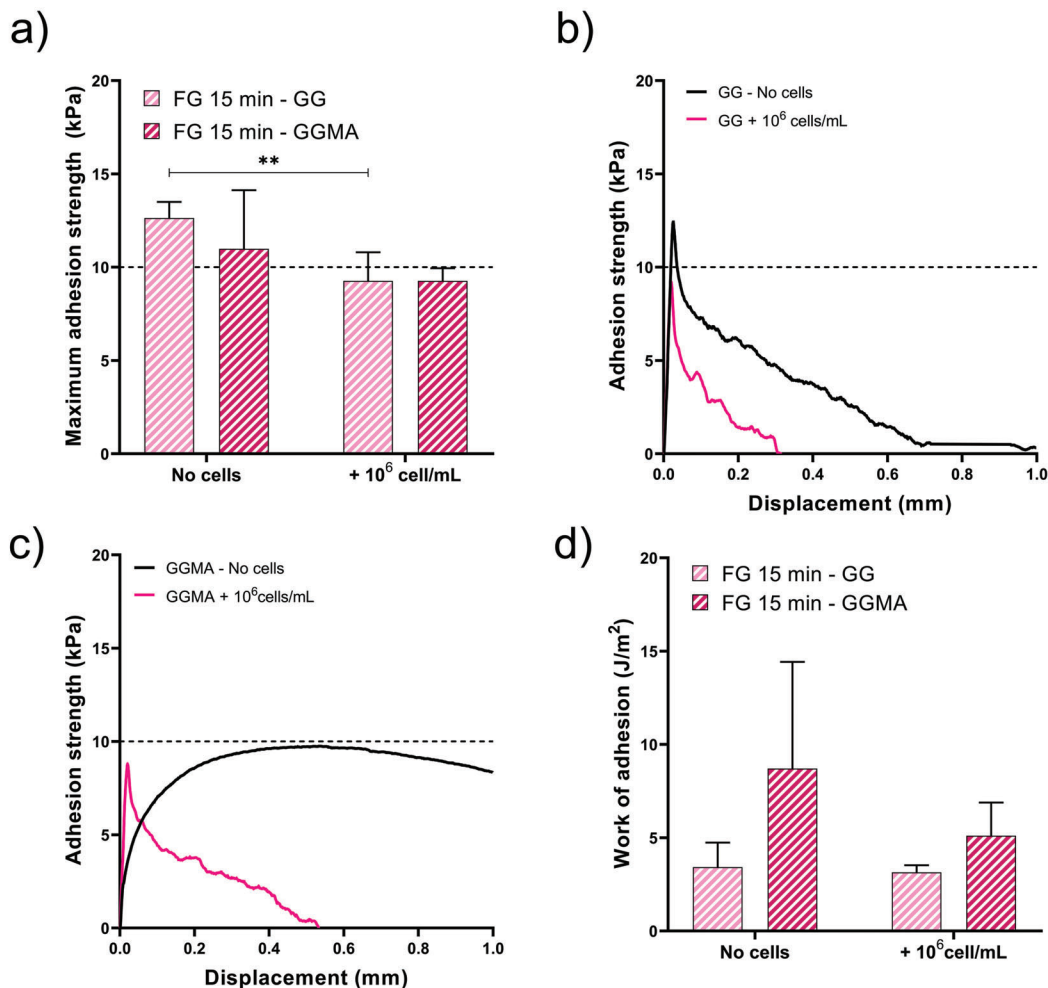 a)
Maximum adhesion strength (kPa)
20
15
10
5
0
FG 15 min - GG
FG 15 min - GGMA
**
No cells
+ 10⁶ cell/mL
b)
Adhesion strength (kPa)
20
15
10
5
0
GG - No cells
GG + 10⁶ cells/mL
0.0 0.2 0.4 0.6 0.8 1.0
Displacement (mm)
c)
Adhesion strength (kPa)
20
15
10
5
0
GGMA - No cells
GGMA + 10⁶cells/mL
0.0 0.2 0.4 0.6 0.8 1.0
Displacement (mm)
d)
Work of adhesion (J/m²)
20
15
10
5
0
FG 15 min - GG
FG 15 min - GGMA
No cells
+ 10⁶cell/mL